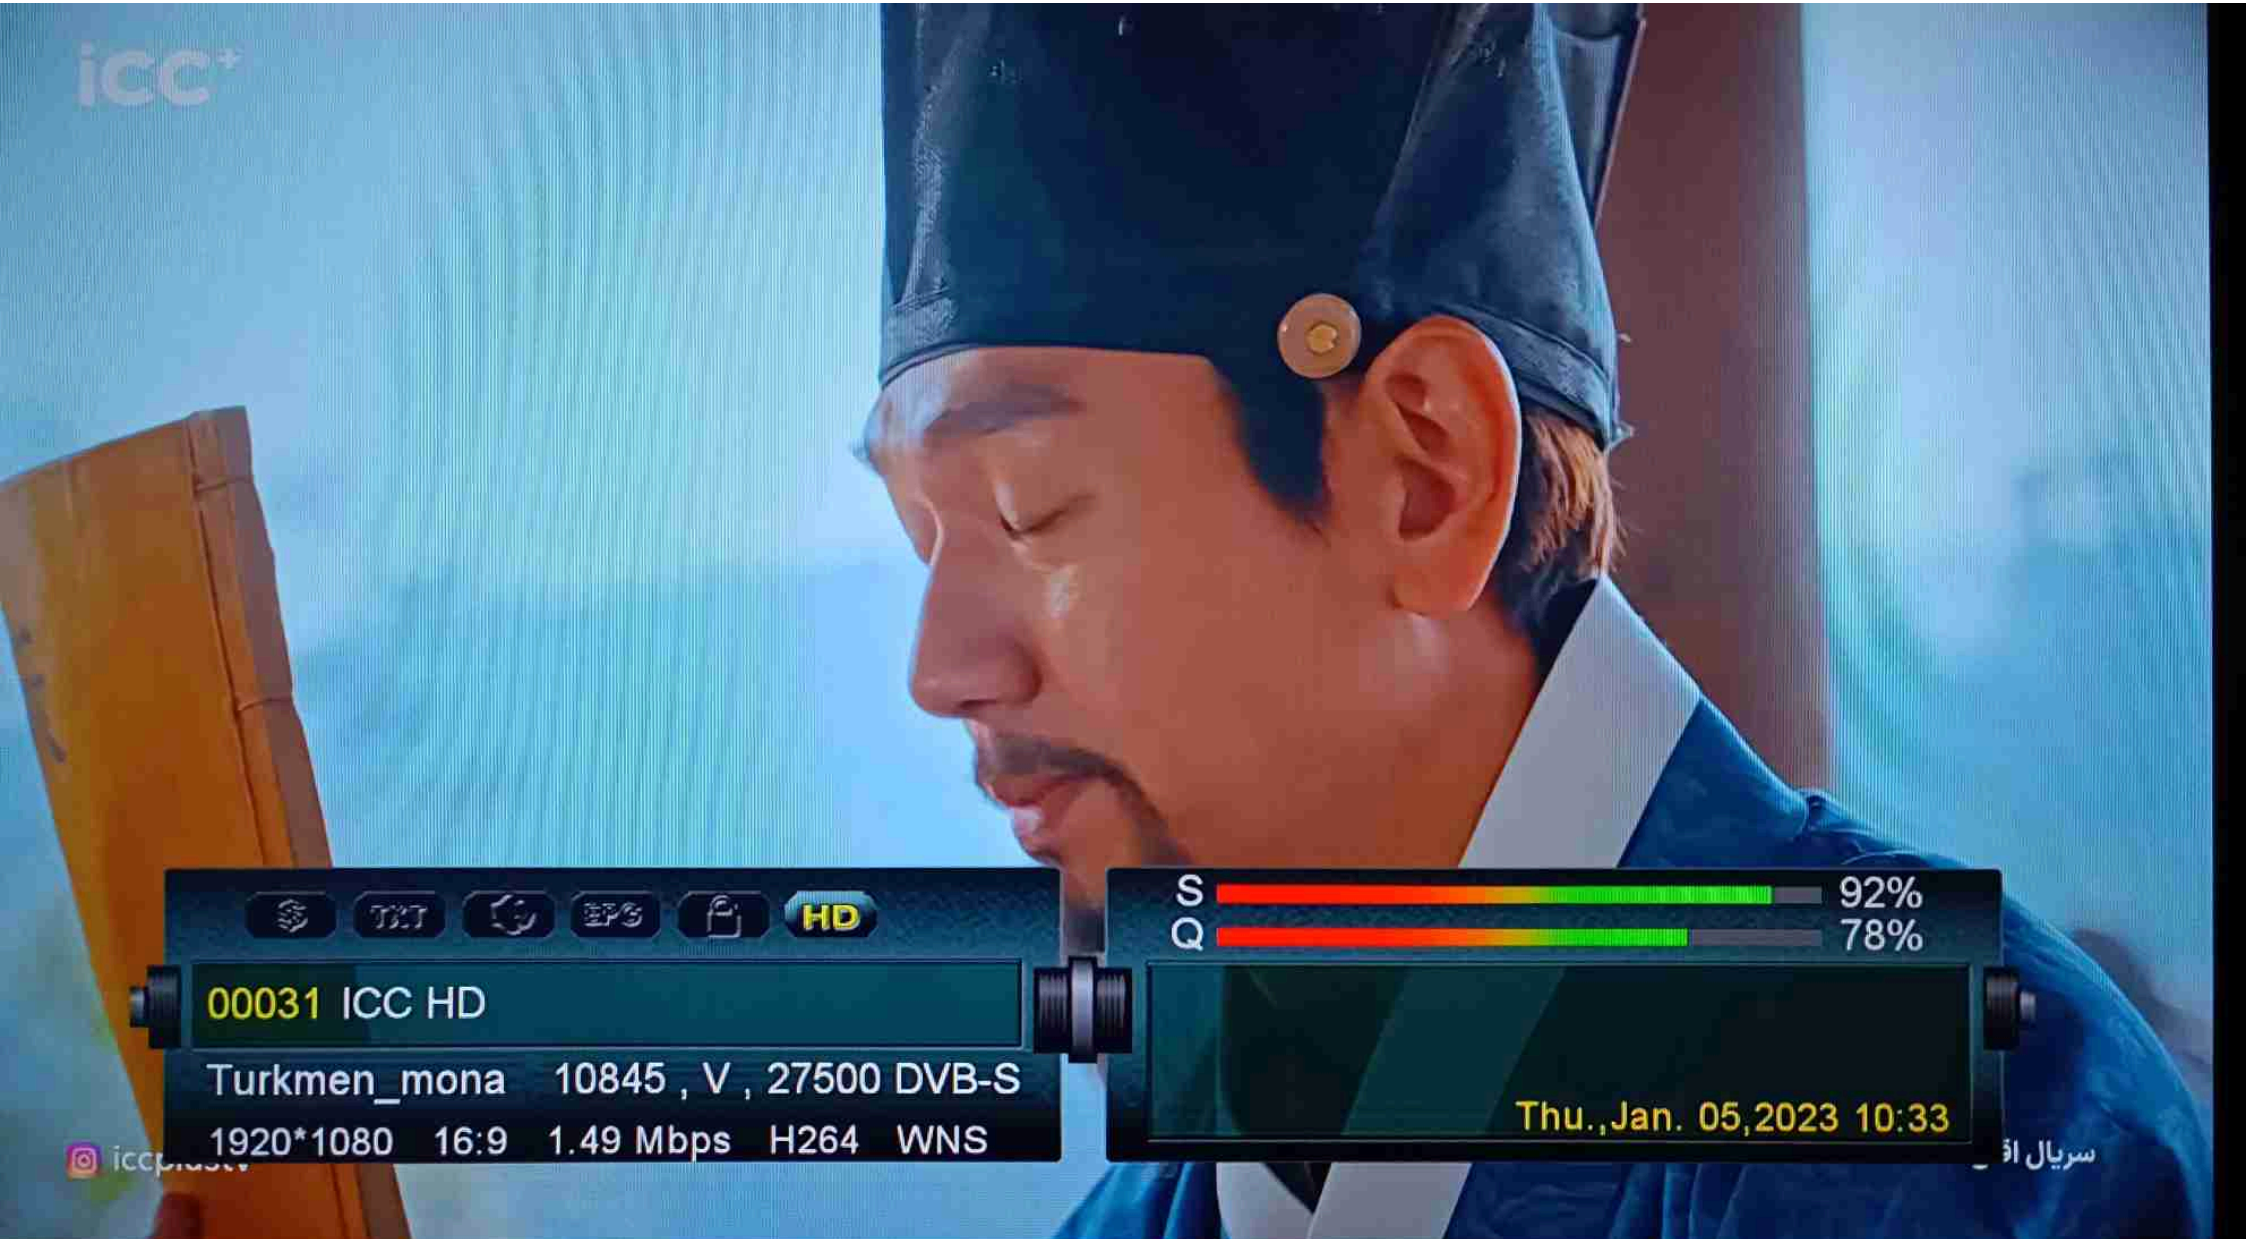 icc+
$ TXT EPG HD
S 92%
Q 78%
00031 ICC HD
Turkmen_mona 10845 , V , 27500 DVB-S
1920*1080 16:9 1.49 Mbps H264 WNS
Thu.,Jan. 05,2023 10:33
سریال